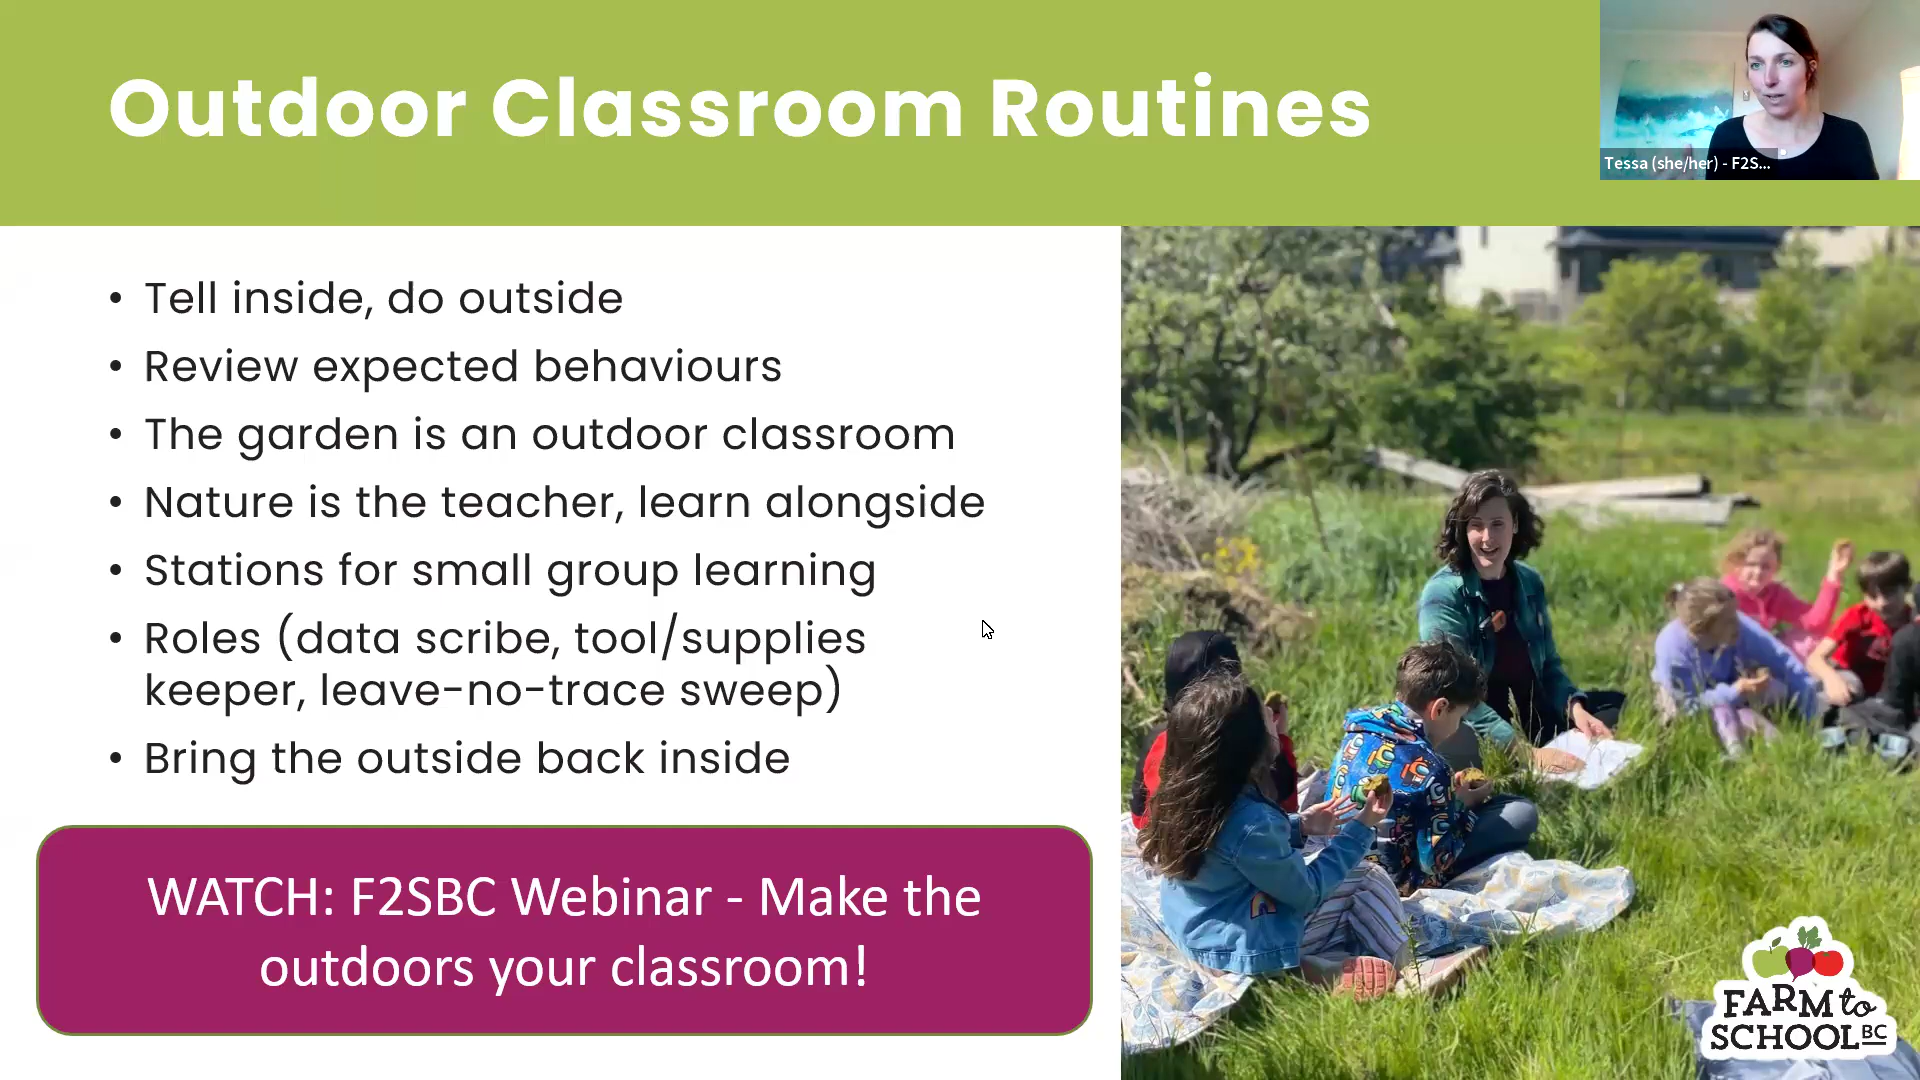 Outdoor Classroom Routines
Tessa (she/her) - F2S...
• Tell inside, do outside
• Review expected behaviours
• The garden is an outdoor classroom
• Nature is the teacher, learn alongside
• Stations for small group learning
• Roles (data scribe, tool/supplies
keeper, leave-no-trace sweep)
• Bring the outside back inside
WATCH: F2SBC Webinar - Make the
outdoors your classroom!
FARM to
SCHOOL BC